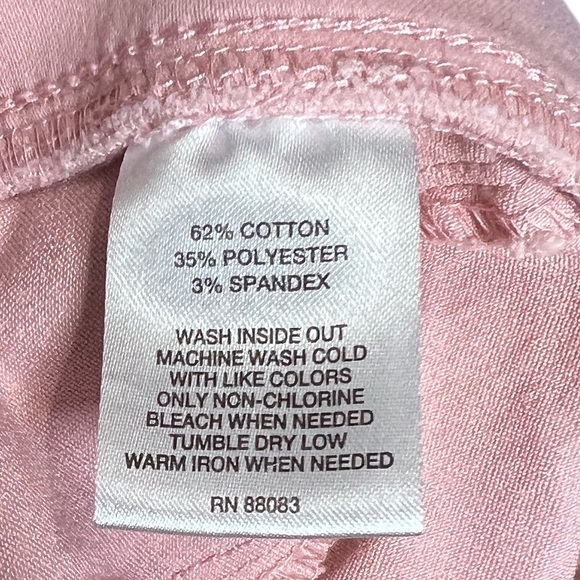 62% COTTON
35% POLYESTER
3% SPANDEX
WASH INSIDE OUT
MACHINE WASH COLD
WITH LIKE COLORS
ONLY NON-CHLORINE
BLEACH WHEN NEEDED
TUMBLE DRY LOW
WARM IRON WHEN NEEDED
RN 88083